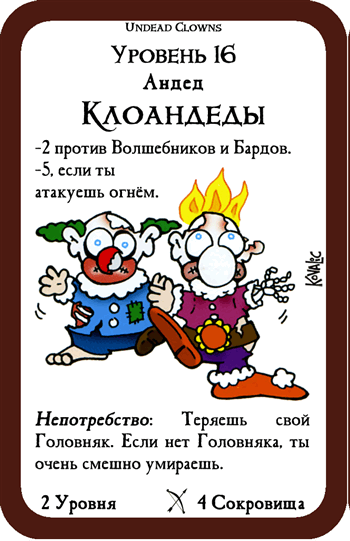 Undead Clowns
Уровень 16
Андед
Клоандеды
-2 против Волшебников и Бардов.
-5, если ты
атакуешь огнём.
Kovalic
Непотребство: Теряешь свой
Головняк. Если нет Головняка, ты
очень смешно умираешь.
2 Уровня 4 Сокровища